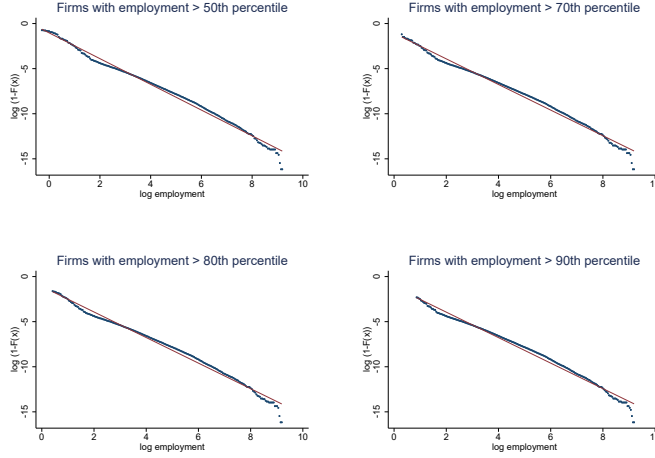 Firms with employment > 50th percentile
log (1-F(x))
0
-5
-10
-15
0 2 4 6 8 10
log employment
Firms with employment > 70th percentile
log (1-F(x))
0
-5
-10
-15
0 2 4 6 8
log employment
Firms with employment > 80th percentile
log (1-F(x))
0
-5
-10
-15
0 2 4 6 8 10
log employment
Firms with employment > 90th percentile
log (1-F(x))
0
-5
-10
-15
0 2 4 6 8
log employment